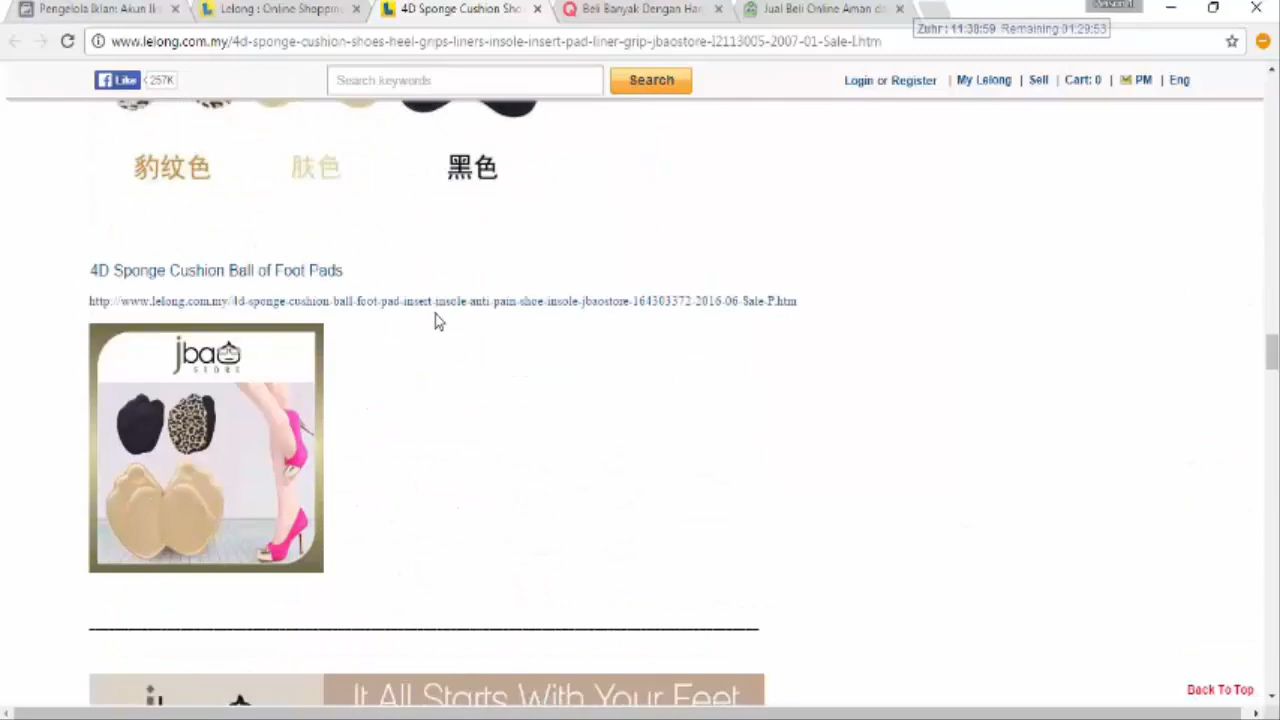 Pengelola Iklan: Akun Ikl
Lelong : Online Shoppin
4D Sponge Cushion Sho
Beli Banyak Dengan Har
Jual Beli Online Aman da
Zuhr : 11:38:59 Remaining 01:29:53
www.lelong.com.my/4d-sponge-cushion-shoes-heel-grips-liners-insole-insert-pad-liner-grip-jbaostore-I2113005-2007-01-Sale-I.htm
Like 257K
Search keywords
Search
Login or Register | My Lelong | Sell | Cart: 0 | PM | Eng
豹纹色 肤色 黑色
4D Sponge Cushion Ball of Foot Pads
http://www.lelong.com.my/4d-sponge-cushion-ball-foot-pad-insert-insole-anti-pain-shoe-insole-jbaostore-164303372-2016-06-Sale-P.htm
jbao
STORE
It All Starts With Your Feet
Back To Top